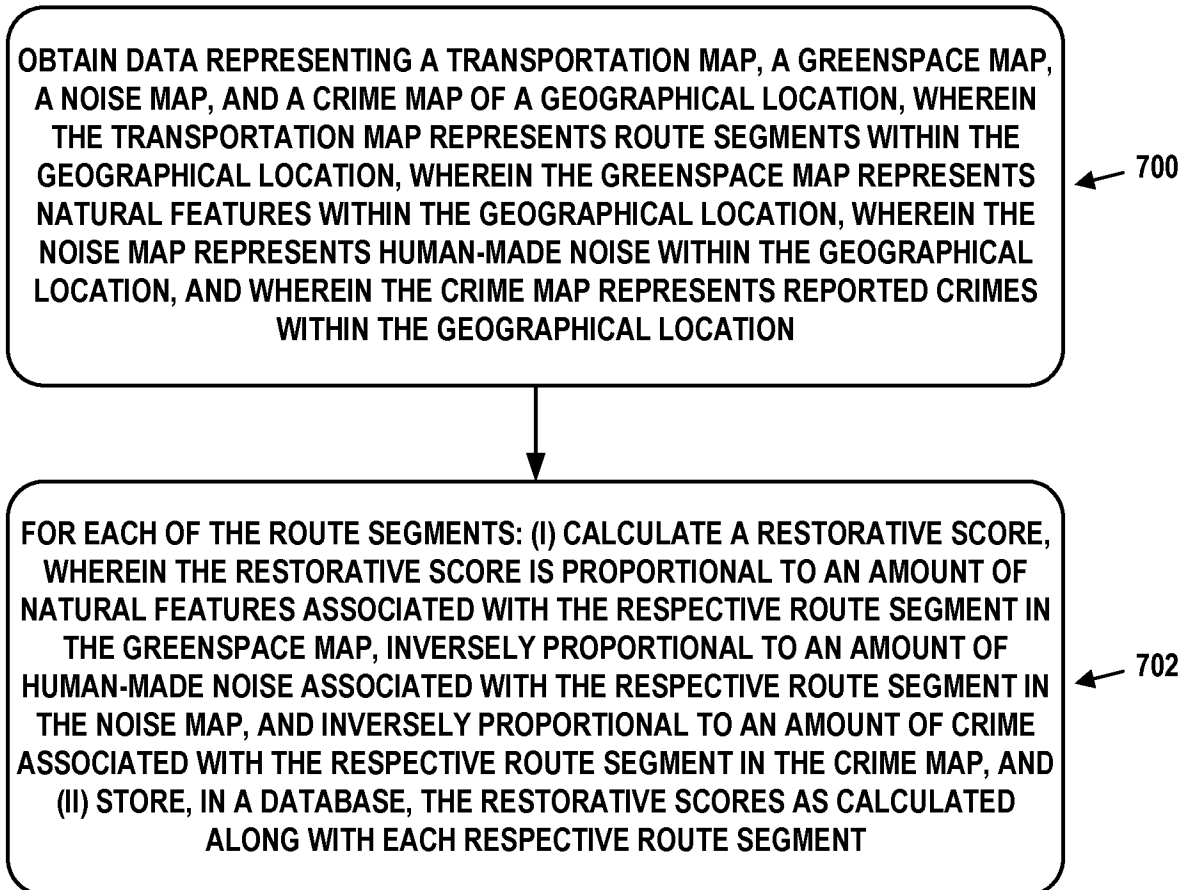 OBTAIN DATA REPRESENTING A TRANSPORTATION MAP, A GREENSPACE MAP,
A NOISE MAP, AND A CRIME MAP OF A GEOGRAPHICAL LOCATION, WHEREIN
THE TRANSPORTATION MAP REPRESENTS ROUTE SEGMENTS WITHIN THE
GEOGRAPHICAL LOCATION, WHEREIN THE GREENSPACE MAP REPRESENTS
NATURAL FEATURES WITHIN THE GEOGRAPHICAL LOCATION, WHEREIN THE
NOISE MAP REPRESENTS HUMAN-MADE NOISE WITHIN THE GEOGRAPHICAL
LOCATION, AND WHEREIN THE CRIME MAP REPRESENTS REPORTED CRIMES
WITHIN THE GEOGRAPHICAL LOCATION
700
FOR EACH OF THE ROUTE SEGMENTS: (I) CALCULATE A RESTORATIVE SCORE,
WHEREIN THE RESTORATIVE SCORE IS PROPORTIONAL TO AN AMOUNT OF
NATURAL FEATURES ASSOCIATED WITH THE RESPECTIVE ROUTE SEGMENT IN
THE GREENSPACE MAP, INVERSELY PROPORTIONAL TO AN AMOUNT OF
HUMAN-MADE NOISE ASSOCIATED WITH THE RESPECTIVE ROUTE SEGMENT IN
THE NOISE MAP, AND INVERSELY PROPORTIONAL TO AN AMOUNT OF CRIME
ASSOCIATED WITH THE RESPECTIVE ROUTE SEGMENT IN THE CRIME MAP, AND
(II) STORE, IN A DATABASE, THE RESTORATIVE SCORES AS CALCULATED
ALONG WITH EACH RESPECTIVE ROUTE SEGMENT
702